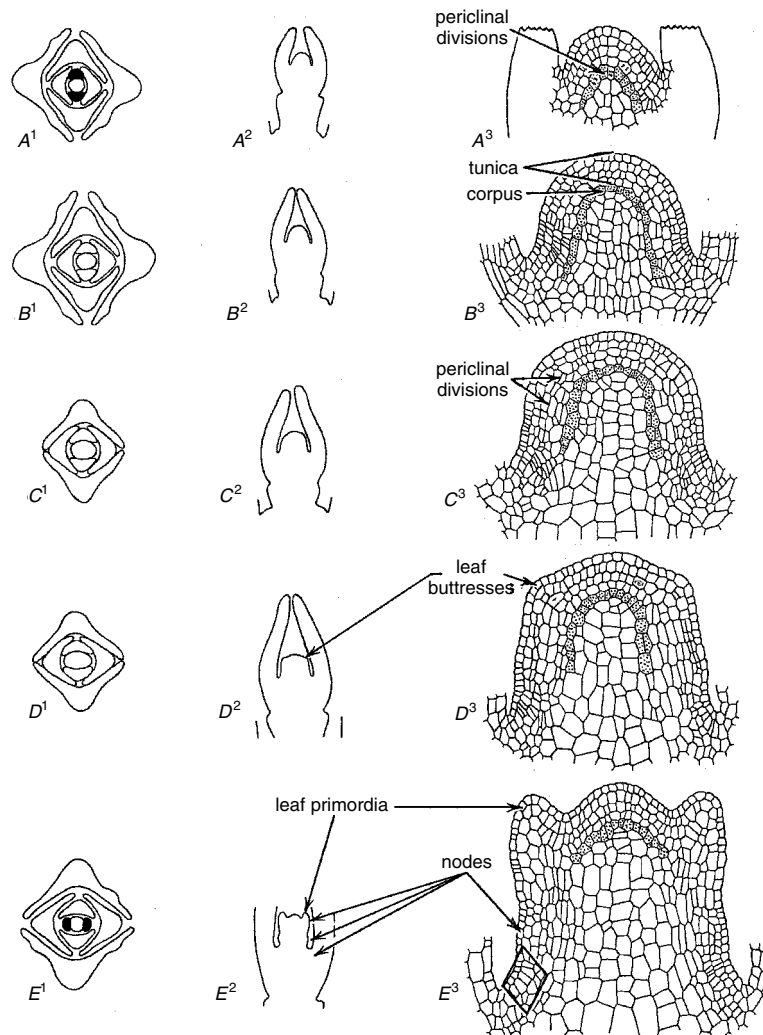 periclinal
divisions
A¹
A²
A³
tunica
corpus
B¹
B²
B³
periclinal
divisions
C¹
C²
C³
leaf
buttresses
D¹
D²
D³
leaf primordia
nodes
E¹
E²
E³